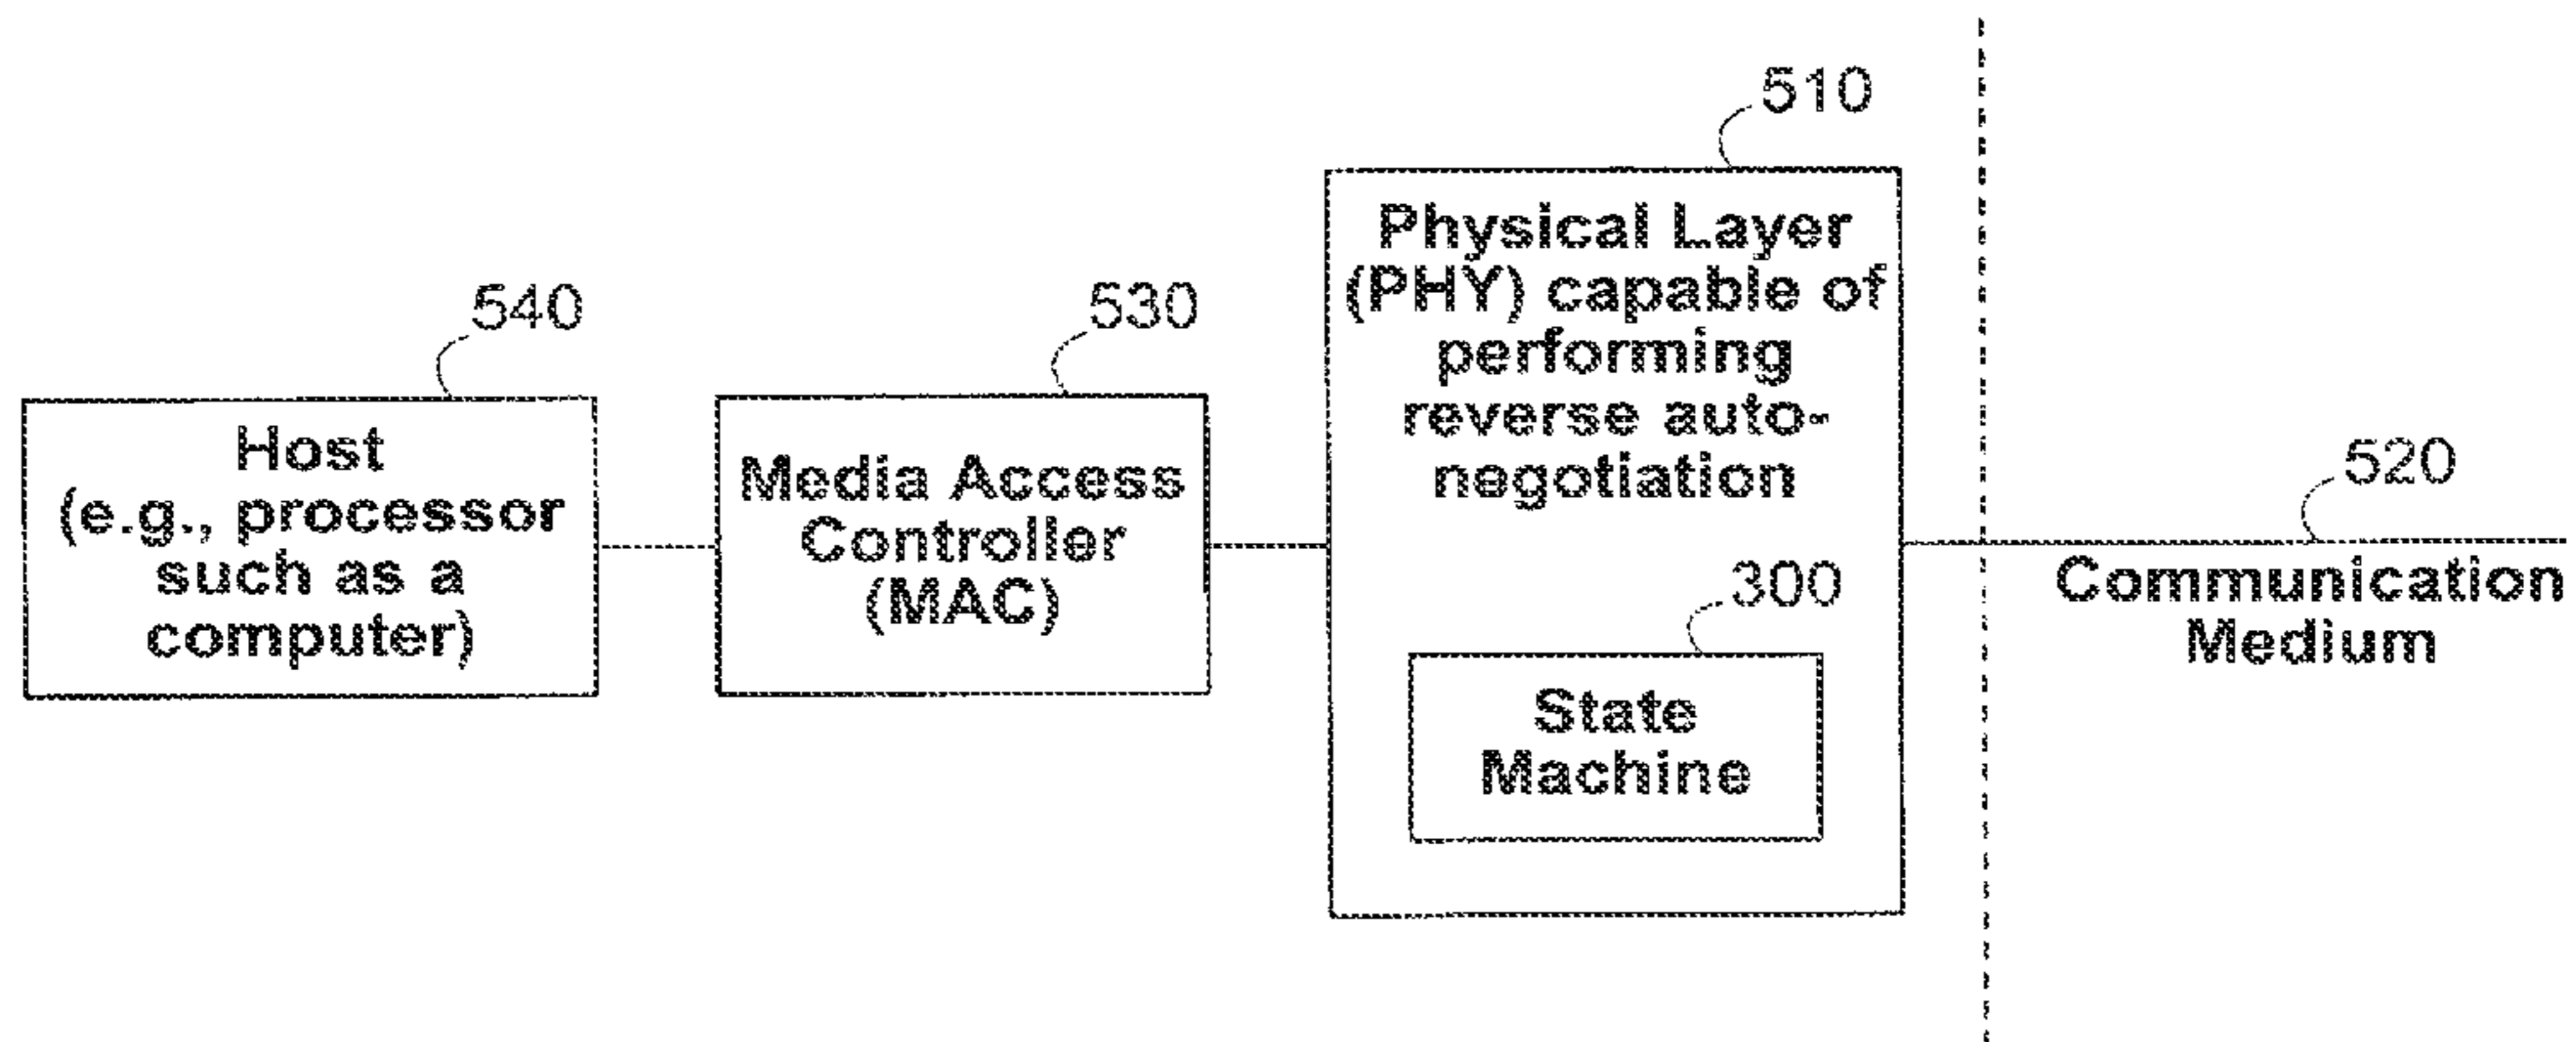 540
Host
(e.g., processor
such as a
computer)
530
Media Access
Controller
(MAC)
510
Physical Layer
(PHY) capable of
performing
reverse auto-
negotiation
300
State
Machine
520
Communication
Medium